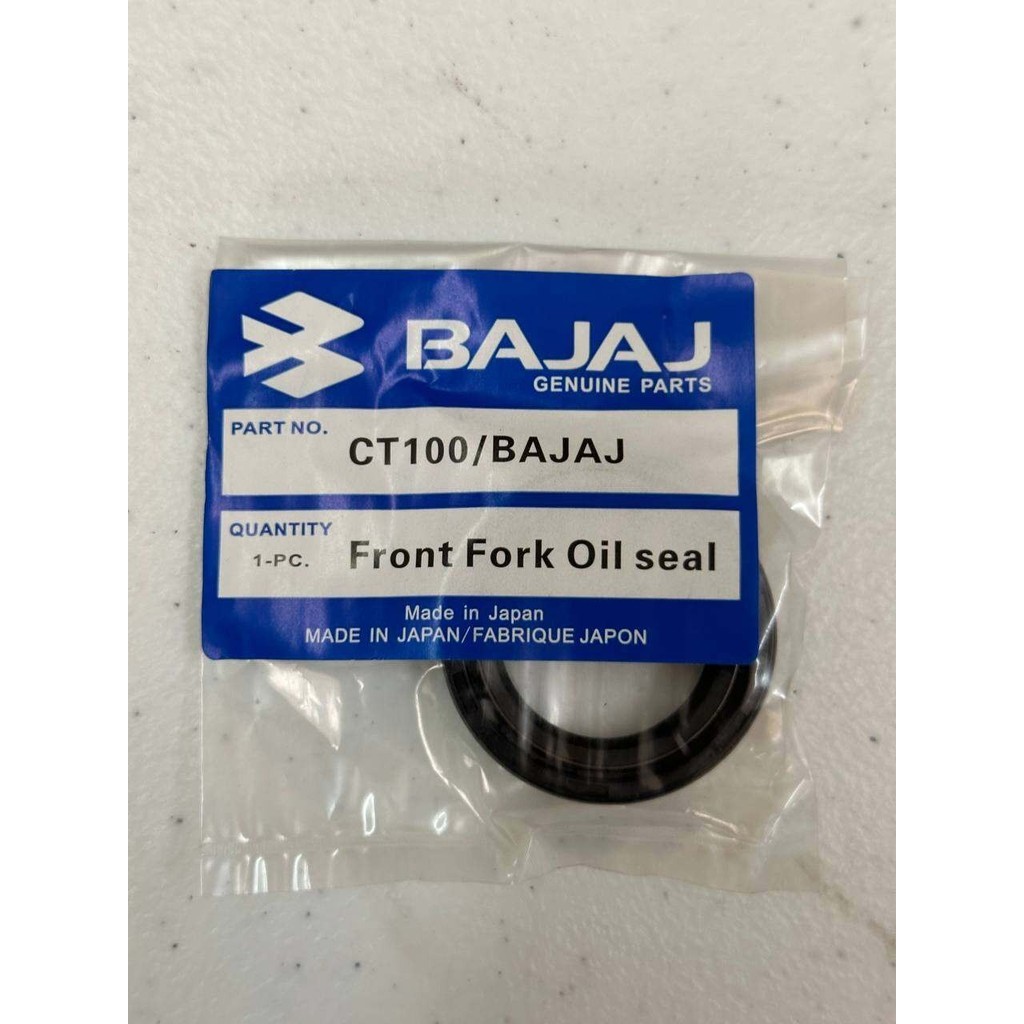 BAJAJ
GENUINE PARTS
PART NO.
CT100/BAJAJ
QUANTITY
1-PC.
Front Fork Oil seal
Made in Japan
MADE IN JAPAN/FABRIQUE JAPON